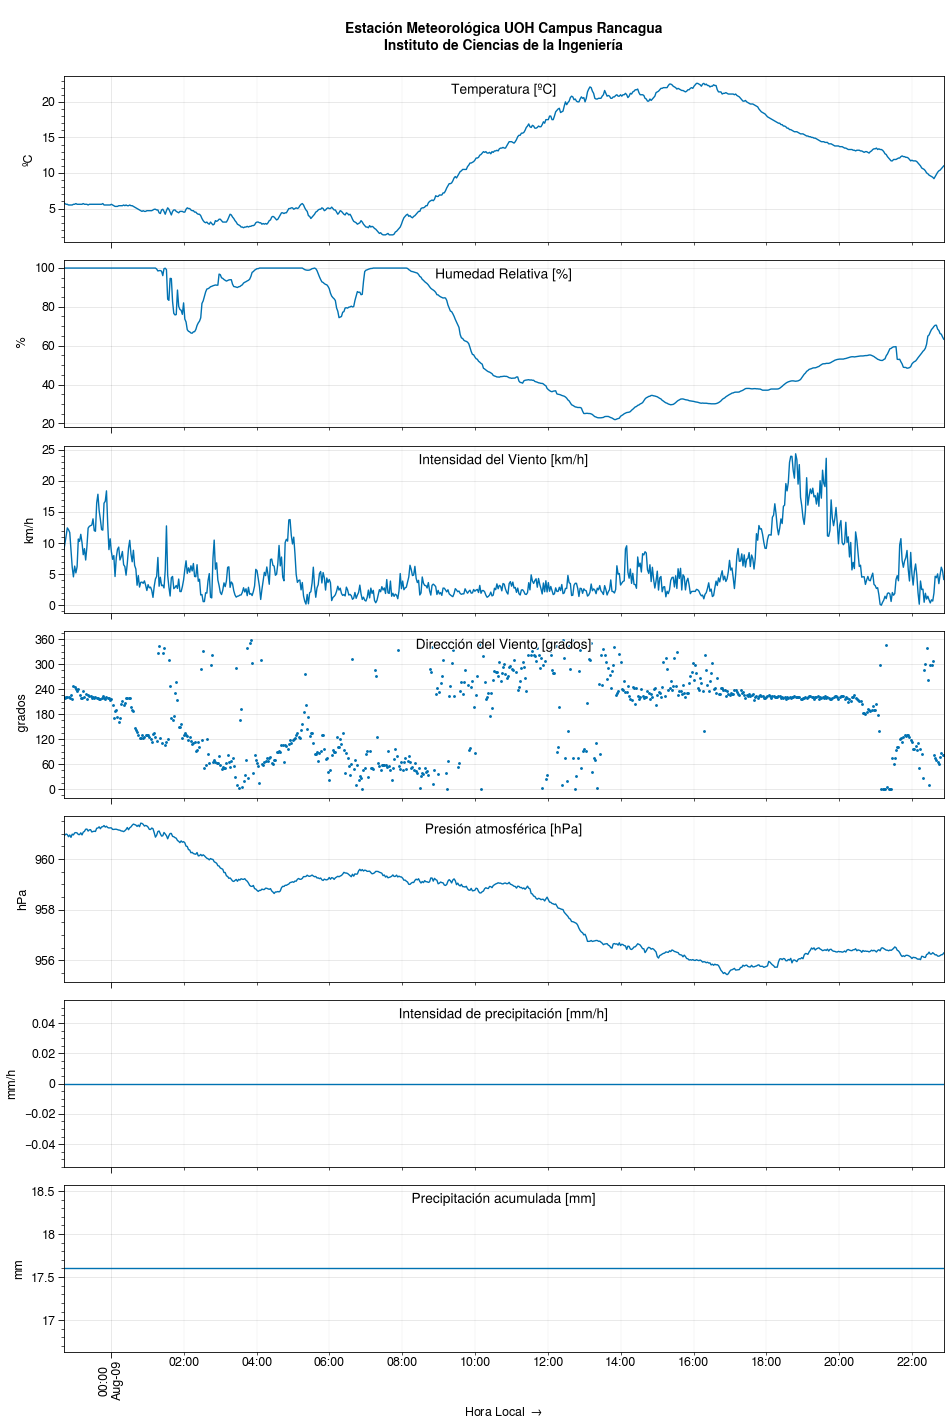 Estación Meteorológica UOH Campus Rancagua
Instituto de Ciencias de la Ingeniería
Temperatura [ºC]
ºC
20
15
10
5
Humedad Relativa [%]
%
100
80
60
40
20
Intensidad del Viento [km/h]
km/h
25
20
15
10
5
0
Dirección del Viento [grados]
grados
360
300
240
180
120
60
0
Presión atmosférica [hPa]
hPa
960
958
956
Intensidad de precipitación [mm/h]
mm/h
0.04
0.02
0
−0.02
−0.04
Precipitación acumulada [mm]
mm
18.5
18
17.5
17
00:00
Aug-09
02:00 04:00 06:00 08:00 10:00 12:00 14:00 16:00 18:00 20:00 22:00
Hora Local →